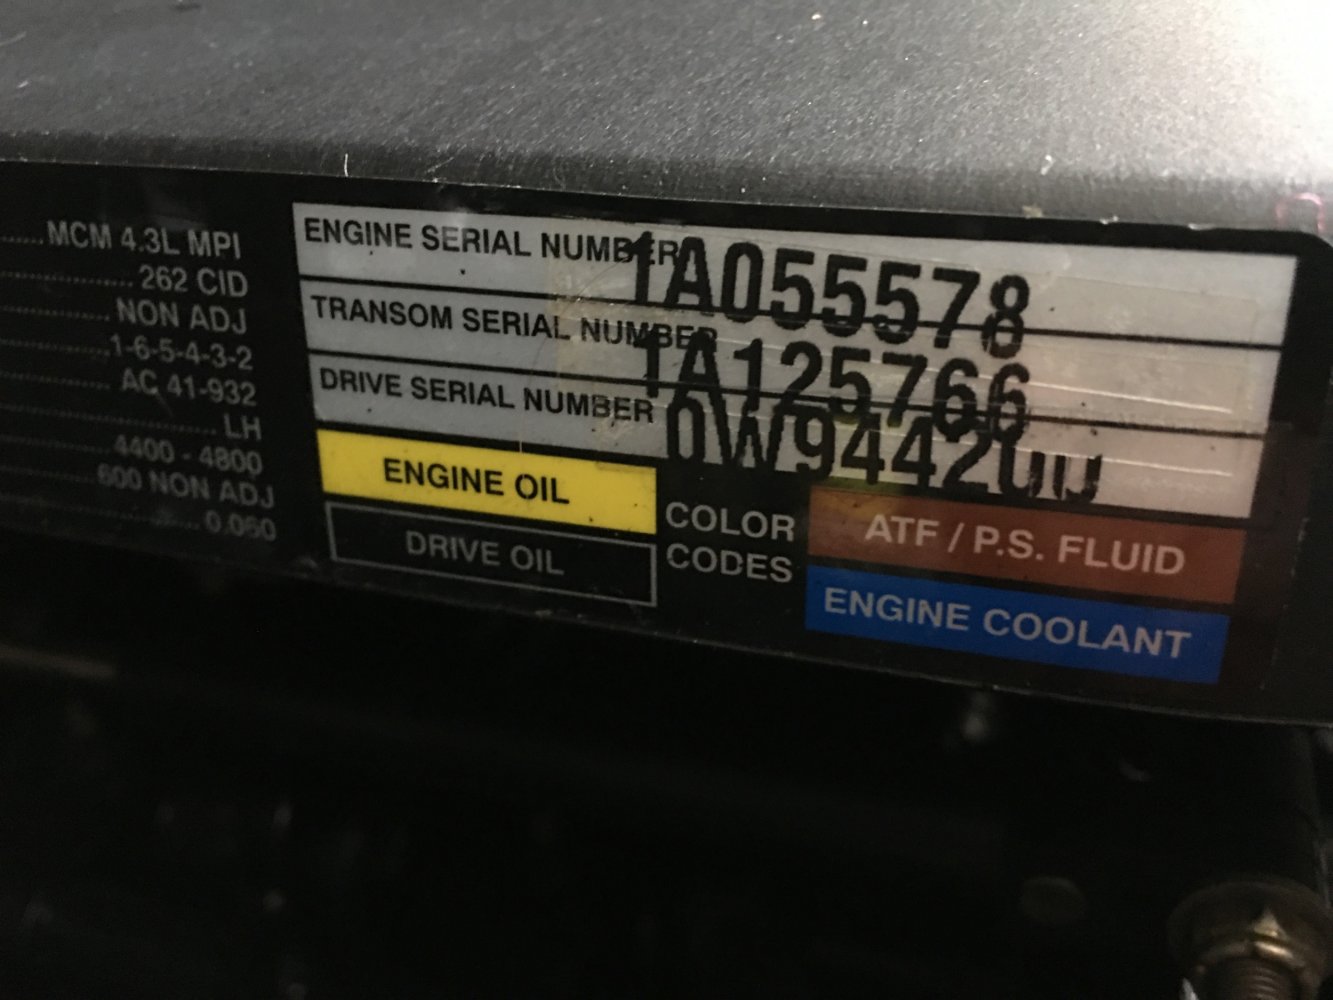 MCM 4.3L MPI
262 CID
NON ADJ
1-6-5-4-3-2
AC 41-932
LH
4400 - 4800
600 NON ADJ
0.060
ENGINE SERIAL NUMBER 1A055578
TRANSOM SERIAL NUMBER 1A125766
DRIVE SERIAL NUMBER 0W944200
ENGINE OIL
DRIVE OIL
COLOR
CODES
ATF / P.S. FLUID
ENGINE COOLANT